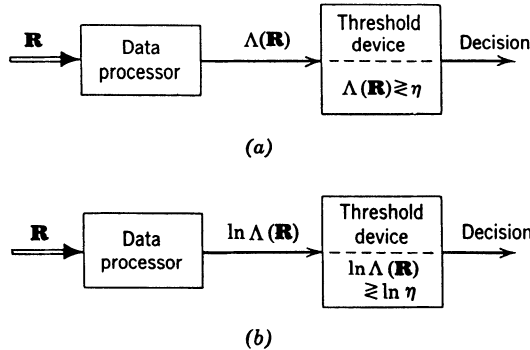 R
Data
processor
Λ(R)
Threshold
device
Λ(R) ≷ η
Decision
(a)
R
Data
processor
ln Λ(R)
Threshold
device
ln Λ(R)
≷ ln η
Decision
(b)